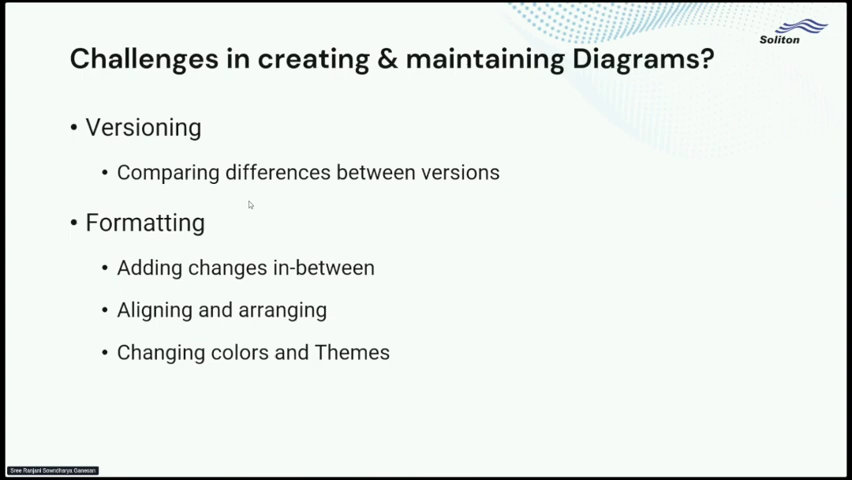 Soliton
Challenges in creating & maintaining Diagrams?
• Versioning
• Comparing differences between versions
• Formatting
• Adding changes in-between
• Aligning and arranging
• Changing colors and Themes
Sree Ranjani Sowndharya Ganesan